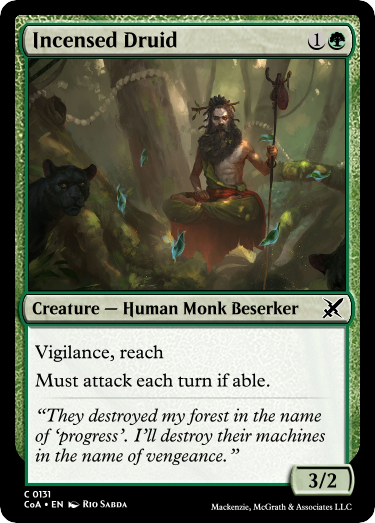 Incensed Druid 1
Creature — Human Monk Beserker
Vigilance, reach
Must attack each turn if able.
“They destroyed my forest in the name
of ‘progress’. I’ll destroy their machines
in the name of vengeance.”
3/2
C 0131
CoA • EN Rio Sabda
Mackenzie, McGrath & Associates LLC